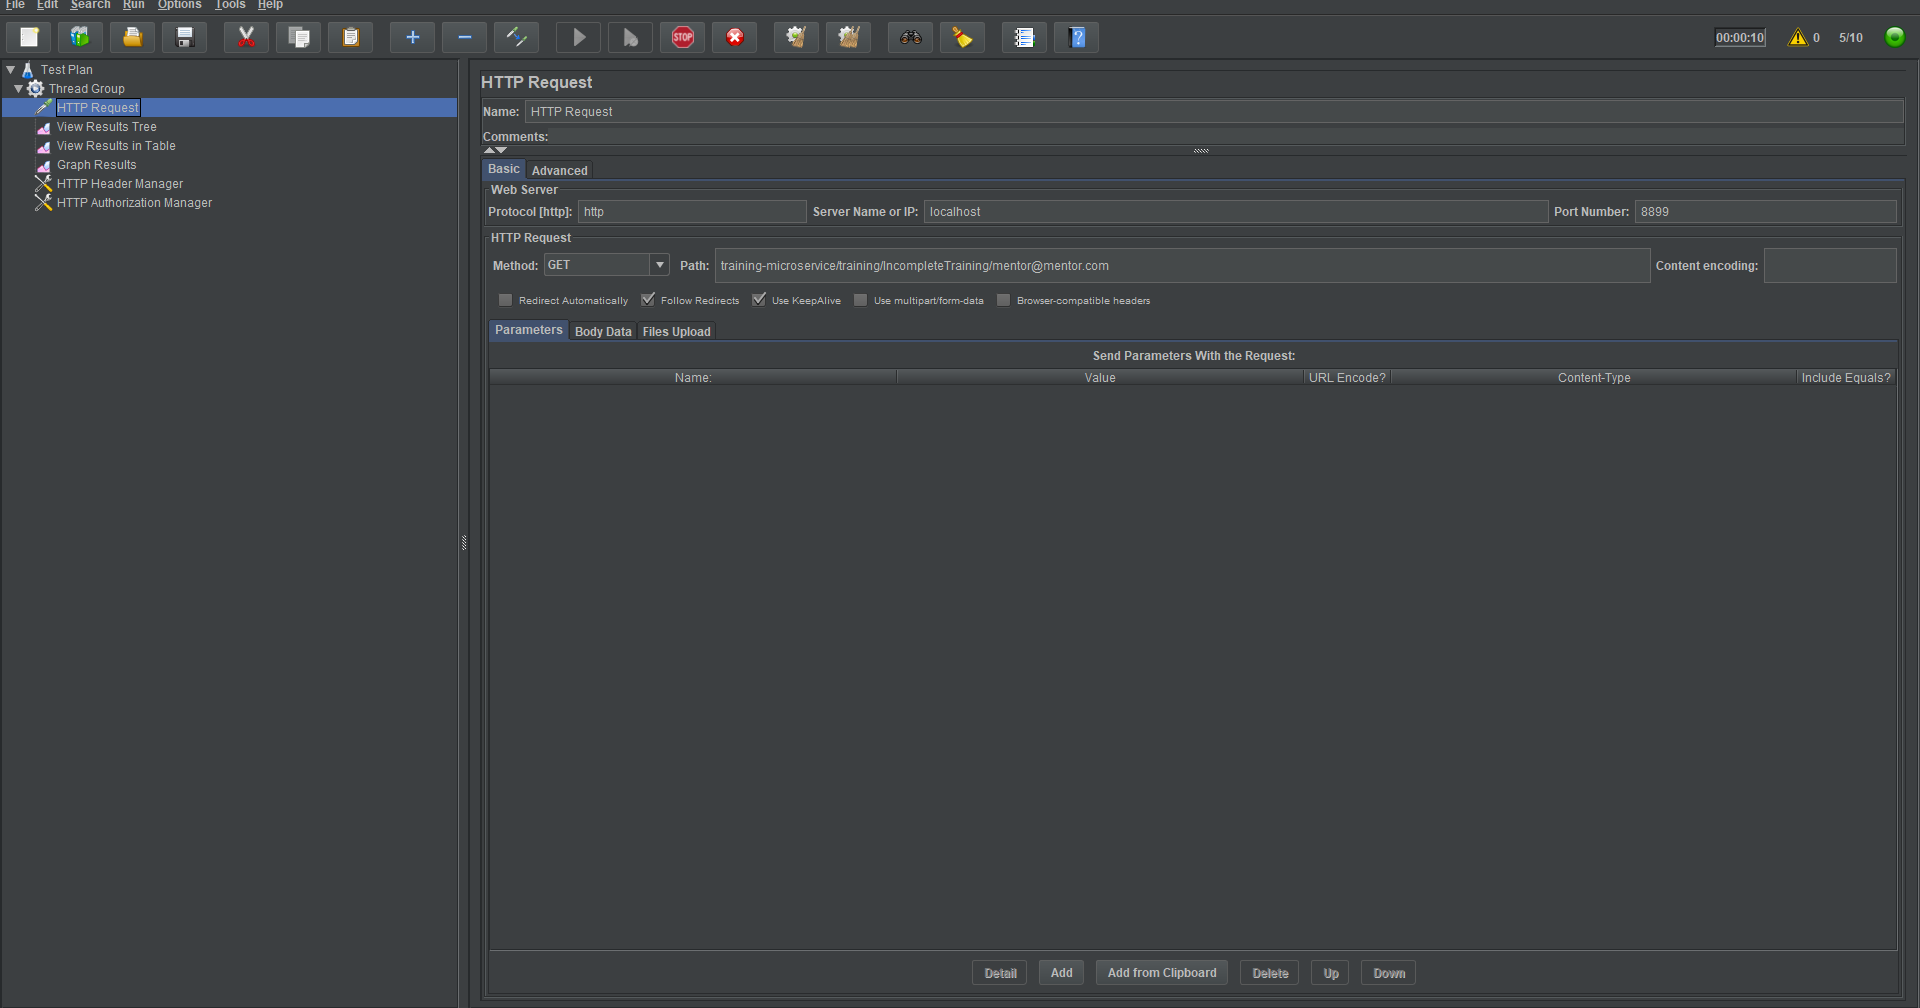 File Edit Search Run Options Tools Help
STOP 00:00:10 0 5/10
Test Plan
Thread Group
HTTP Request
View Results Tree
View Results in Table
Graph Results
HTTP Header Manager
HTTP Authorization Manager
HTTP Request
Name: HTTP Request
Comments:
Basic Advanced
Web Server
Protocol [http]: http Server Name or IP: localhost Port Number: 8899
HTTP Request
Method: GET Path: training-microservice/training/IncompleteTraining/mentor@mentor.com Content encoding:
Redirect Automatically Follow Redirects Use KeepAlive Use multipart/form-data Browser-compatible headers
Parameters Body Data Files Upload
Send Parameters With the Request:
Name: Value URL Encode? Content-Type Include Equals?
Detail Add Add from Clipboard Delete Up Down